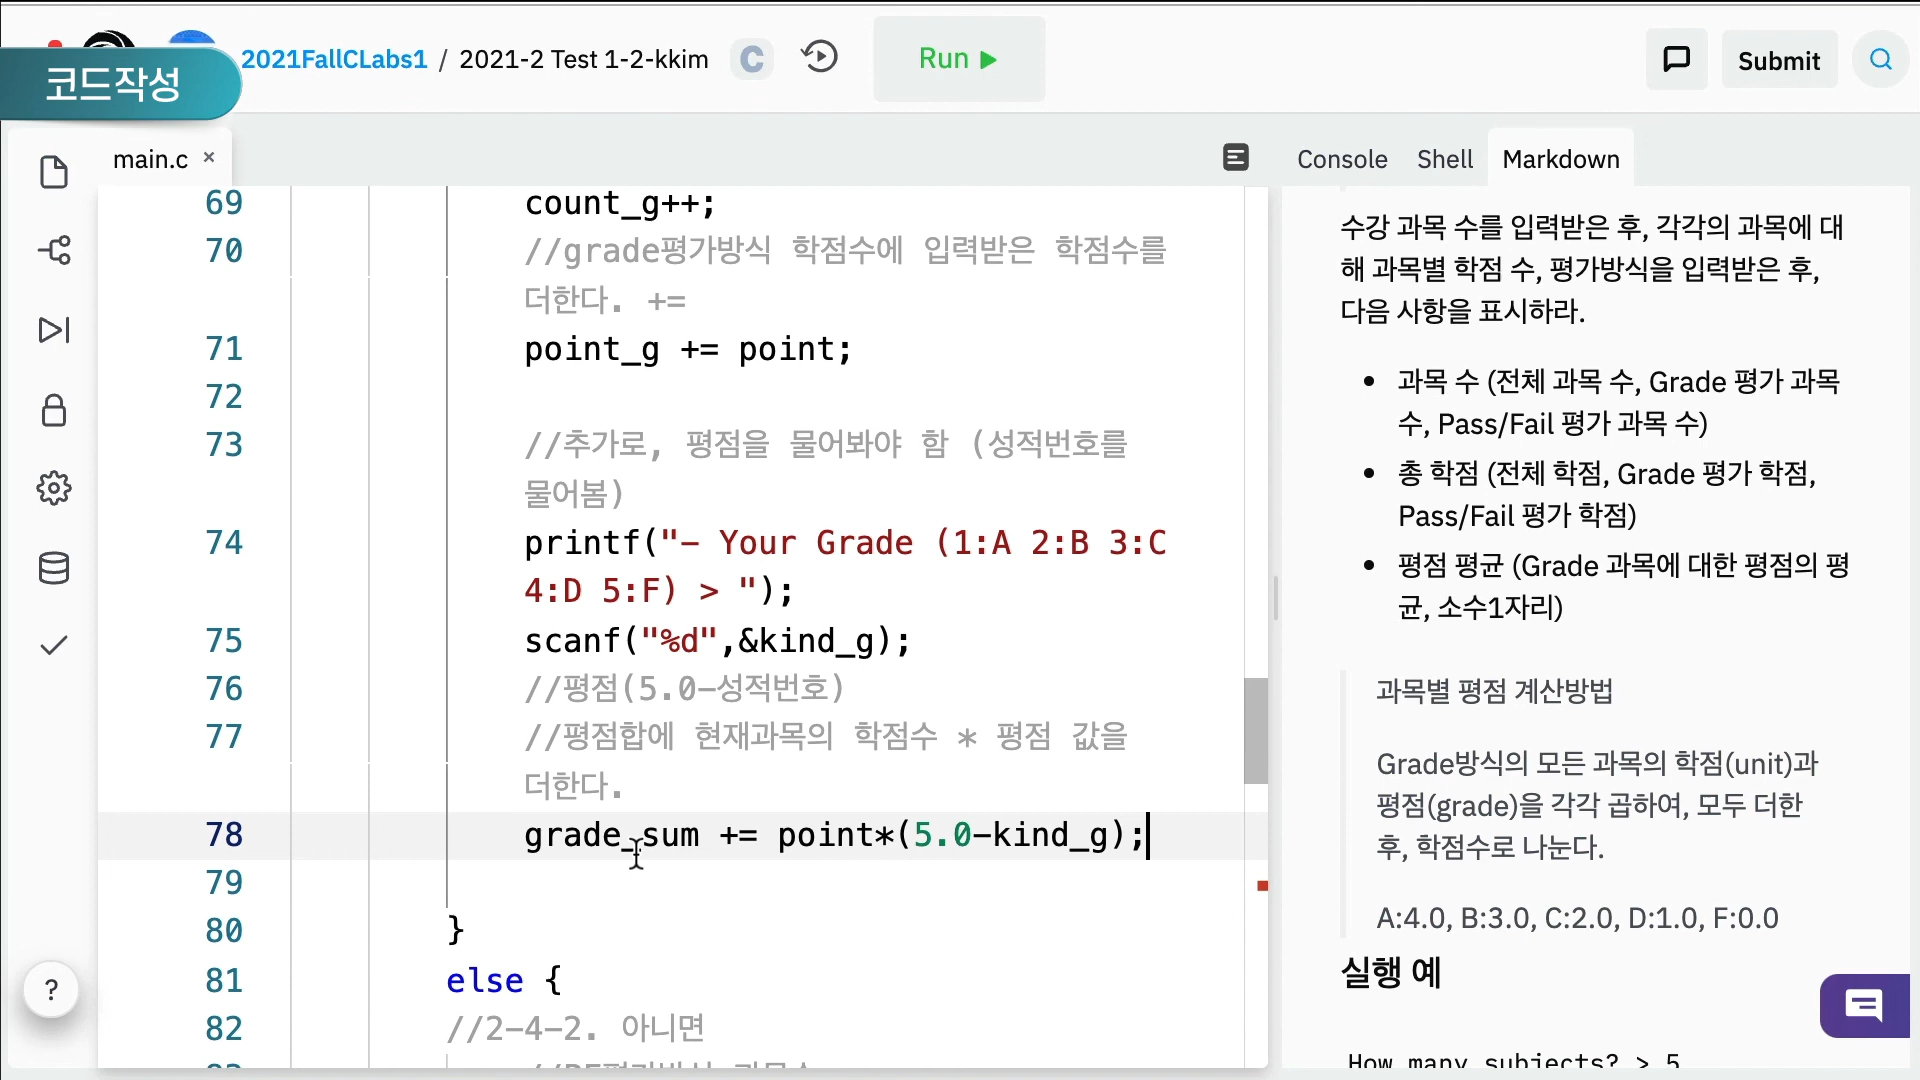 코드작성
2021FallCLabs1 / 2021-2 Test 1-2-kkim
C
Run
Submit
main.c ×
Console Shell Markdown
69 count_g++;
70 //grade평가방식 학점수에 입력받은 학점수를
더한다. +=
71 point_g += point;
72
73 //추가로, 평점을 물어봐야 함 (성적번호를
물어봄)
74 printf("- Your Grade (1:A 2:B 3:C
4:D 5:F) > ");
75 scanf("%d",&kind_g);
76 //평점(5.0-성적번호)
77 //평점합에 현재과목의 학점수 * 평점 값을
더한다.
78 grade_sum += point*(5.0-kind_g);
79
80 }
81 else {
82 //2-4-2. 아니면
수강 과목 수를 입력받은 후, 각각의 과목에 대
해 과목별 학점 수, 평가방식을 입력받은 후,
다음 사항을 표시하라.
• 과목 수 (전체 과목 수, Grade 평가 과목
수, Pass/Fail 평가 과목 수)
• 총 학점 (전체 학점, Grade 평가 학점,
Pass/Fail 평가 학점)
• 평점 평균 (Grade 과목에 대한 평점의 평
균, 소수1자리)
과목별 평점 계산방법
Grade방식의 모든 과목의 학점(unit)과
평점(grade)을 각각 곱하여, 모두 더한
후, 학점수로 나눈다.
A:4.0, B:3.0, C:2.0, D:1.0, F:0.0
실행 예
How many subjects? > 5
?